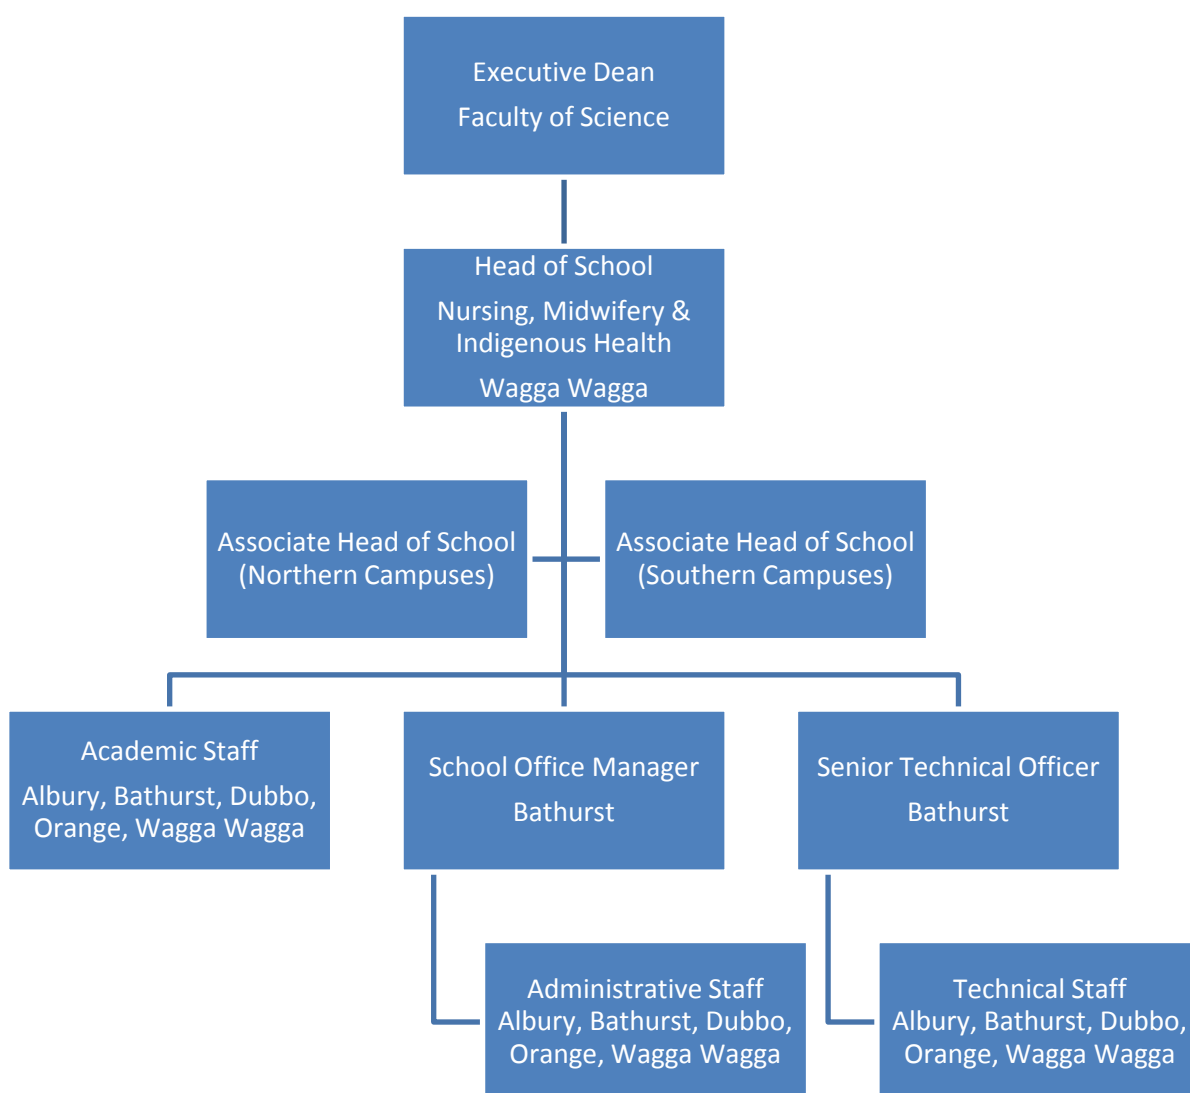 Executive Dean
Faculty of Science
Head of School
Nursing, Midwifery &
Indigenous Health
Wagga Wagga
Associate Head of School
(Northern Campuses)
Associate Head of School
(Southern Campuses)
Academic Staff
Albury, Bathurst, Dubbo,
Orange, Wagga Wagga
School Office Manager
Bathurst
Senior Technical Officer
Bathurst
Administrative Staff
Albury, Bathurst, Dubbo,
Orange, Wagga Wagga
Technical Staff
Albury, Bathurst, Dubbo,
Orange, Wagga Wagga